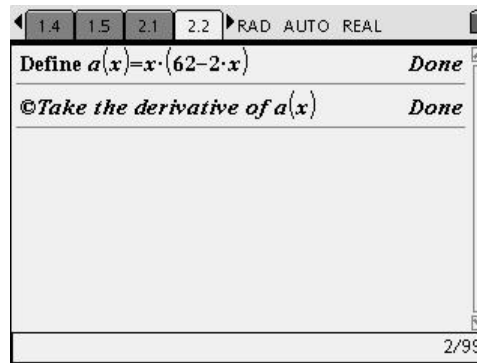 1.4 1.5 2.1 2.2 RAD AUTO REAL
Define a(x)=x·(62−2·x) Done
©Take the derivative of a(x) Done
2/99